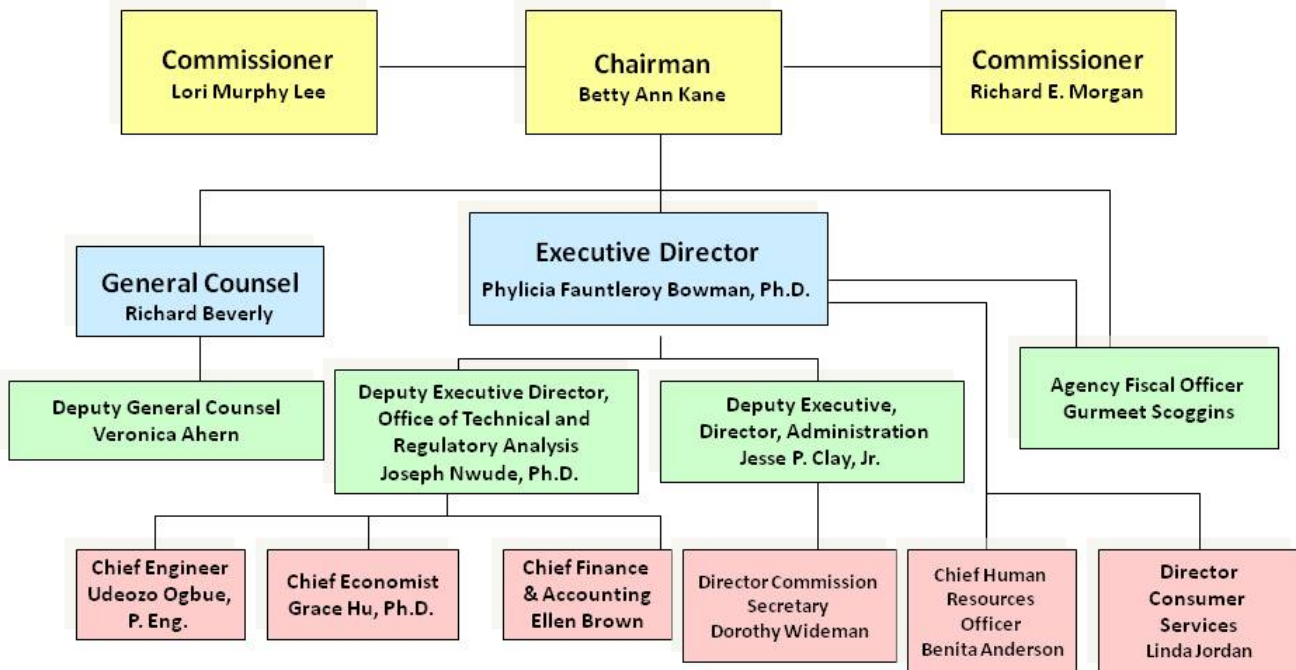 Commissioner
Lori Murphy Lee
Chairman
Betty Ann Kane
Commissioner
Richard E. Morgan
General Counsel
Richard Beverly
Executive Director
Phylicia Fauntleroy Bowman, Ph.D.
Deputy General Counsel
Veronica Ahern
Deputy Executive Director,
Office of Technical and
Regulatory Analysis
Joseph Nwude, Ph.D.
Deputy Executive,
Director, Administration
Jesse P. Clay, Jr.
Agency Fiscal Officer
Gurmeet Scoggins
Chief Engineer
Udeozo Ogbue,
P. Eng.
Chief Economist
Grace Hu, Ph.D.
Chief Finance
& Accounting
Ellen Brown
Director Commission
Secretary
Dorothy Wideman
Chief Human
Resources
Officer
Benita Anderson
Director
Consumer
Services
Linda Jordan